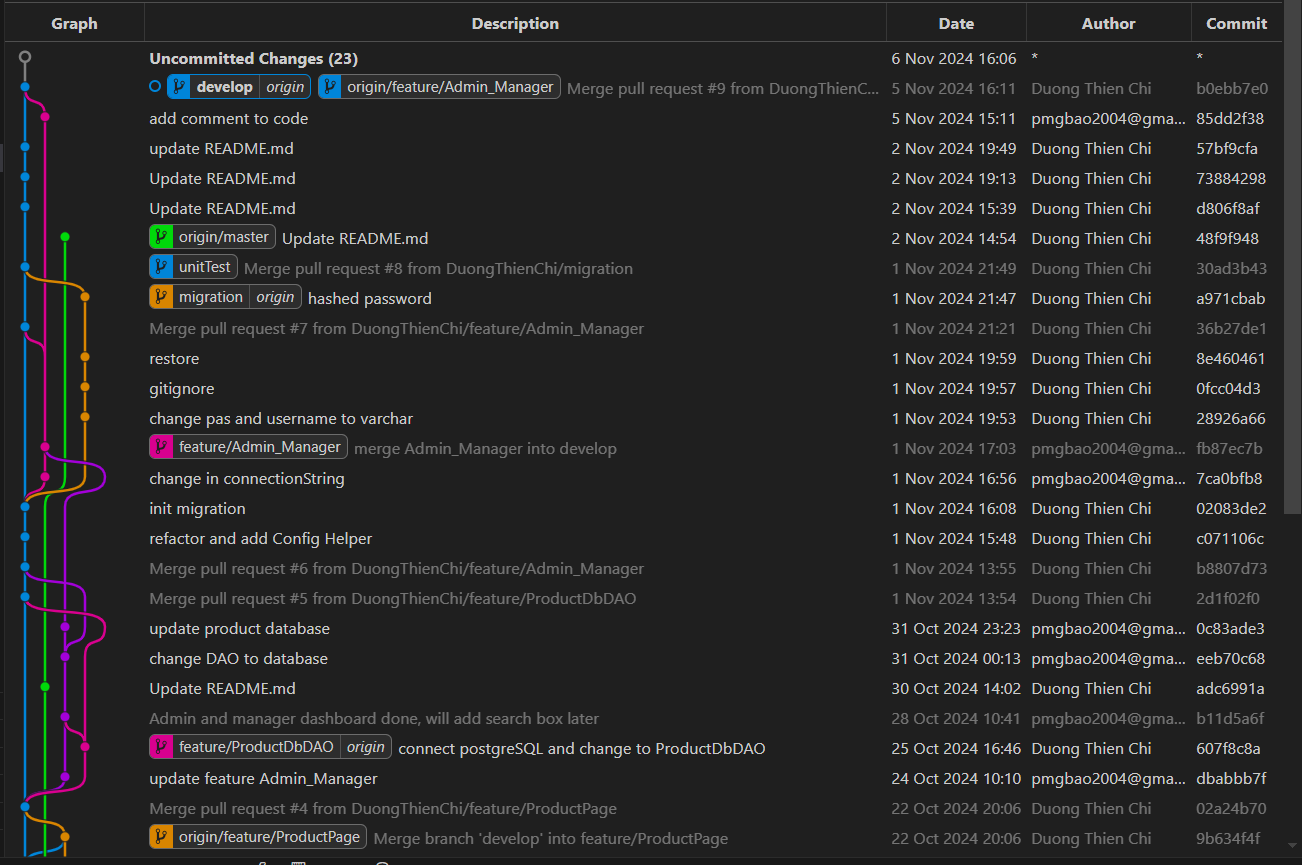 Graph Description Date Author Commit
Uncommitted Changes (23) 6 Nov 2024 16:06 * *
develop origin origin/feature/Admin_Manager Merge pull request #9 from DuongThienC... 5 Nov 2024 16:11 Duong Thien Chi b0ebb7e0
add comment to code 5 Nov 2024 15:11 pmgbao2004@gma... 85dd2f38
update README.md 2 Nov 2024 19:49 Duong Thien Chi 57bf9cfa
Update README.md 2 Nov 2024 19:13 Duong Thien Chi 73884298
Update README.md 2 Nov 2024 15:39 Duong Thien Chi d806f8af
origin/master Update README.md 2 Nov 2024 14:54 Duong Thien Chi 48f9f948
unitTest Merge pull request #8 from DuongThienChi/migration 1 Nov 2024 21:49 Duong Thien Chi 30ad3b43
migration origin hashed password 1 Nov 2024 21:47 Duong Thien Chi a971cbab
Merge pull request #7 from DuongThienChi/feature/Admin_Manager 1 Nov 2024 21:21 Duong Thien Chi 36b27de1
restore 1 Nov 2024 19:59 Duong Thien Chi 8e460461
gitignore 1 Nov 2024 19:57 Duong Thien Chi 0fcc04d3
change pas and username to varchar 1 Nov 2024 19:53 Duong Thien Chi 28926a66
feature/Admin_Manager merge Admin_Manager into develop 1 Nov 2024 17:03 pmgbao2004@gma... fb87ec7b
change in connectionString 1 Nov 2024 16:56 pmgbao2004@gma... 7ca0bfb8
init migration 1 Nov 2024 16:08 Duong Thien Chi 02083de2
refactor and add Config Helper 1 Nov 2024 15:48 Duong Thien Chi c071106c
Merge pull request #6 from DuongThienChi/feature/Admin_Manager 1 Nov 2024 13:55 Duong Thien Chi b8807d73
Merge pull request #5 from DuongThienChi/feature/ProductDbDAO 1 Nov 2024 13:54 Duong Thien Chi 2d1f02f0
update product database 31 Oct 2024 23:23 pmgbao2004@gma... 0c83ade3
change DAO to database 31 Oct 2024 00:13 pmgbao2004@gma... eeb70c68
Update README.md 30 Oct 2024 14:02 Duong Thien Chi adc6991a
Admin and manager dashboard done, will add search box later 28 Oct 2024 10:41 pmgbao2004@gma... b11d5a6f
feature/ProductDbDAO origin connect postgreSQL and change to ProductDbDAO 25 Oct 2024 16:46 Duong Thien Chi 607f8c8a
update feature Admin_Manager 24 Oct 2024 10:10 pmgbao2004@gma... dbabbb7f
Merge pull request #4 from DuongThienChi/feature/ProductPage 22 Oct 2024 20:06 Duong Thien Chi 02a24b70
origin/feature/ProductPage Merge branch 'develop' into feature/ProductPage 22 Oct 2024 20:06 Duong Thien Chi 9b634f4f